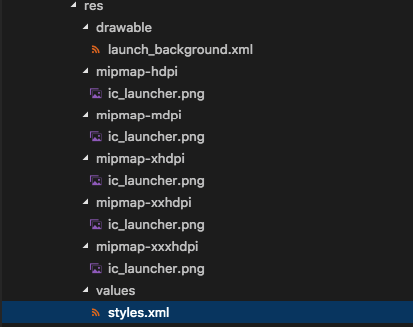 res
drawable
launch_background.xml
mipmap-hdpi
ic_launcher.png
mipmap-mdpi
ic_launcher.png
mipmap-xhdpi
ic_launcher.png
mipmap-xxhdpi
ic_launcher.png
mipmap-xxxhdpi
ic_launcher.png
values
styles.xml